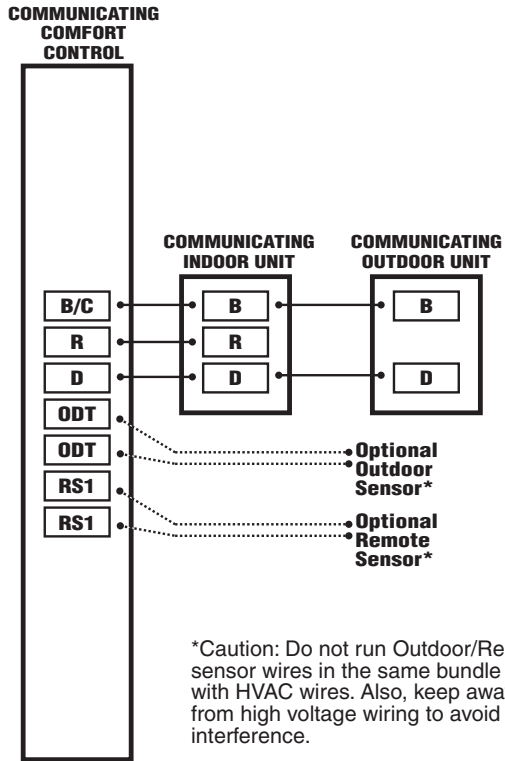 COMMUNICATING
COMFORT
CONTROL
COMMUNICATING
INDOOR UNIT
COMMUNICATING
OUTDOOR UNIT
B/C
B
B
R
R
D
D
D
ODT
ODT
Optional
Outdoor
Sensor*
RS1
RS1
Optional
Remote
Sensor*
*Caution: Do not run Outdoor/Re
sensor wires in the same bundle
with HVAC wires. Also, keep awa
from high voltage wiring to avoid
interference.